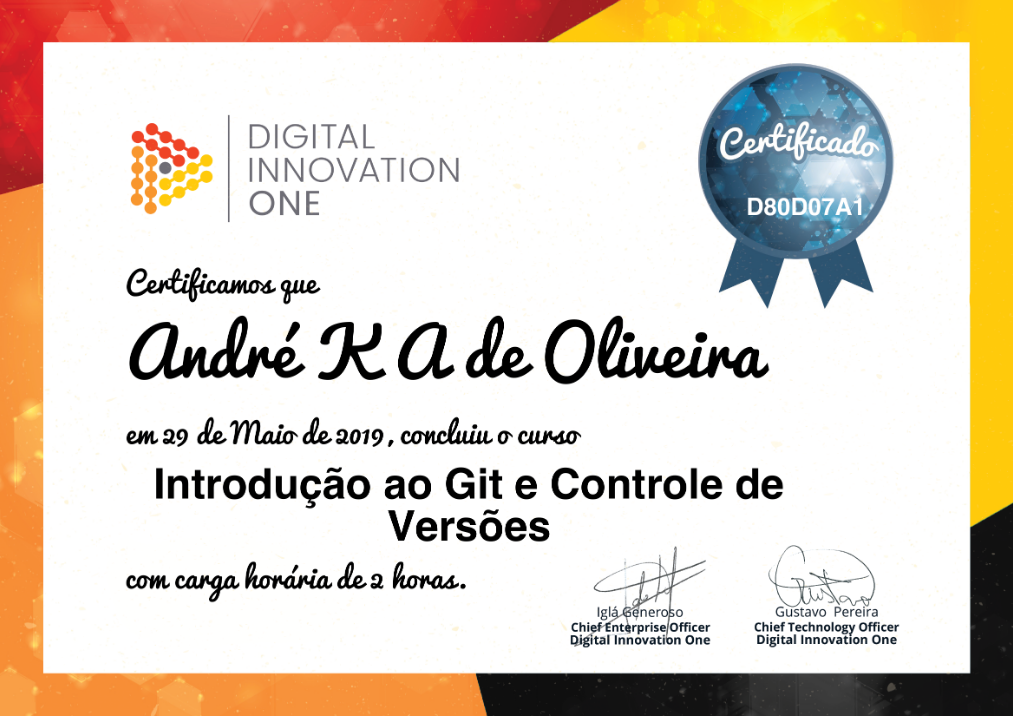 DIGITAL
INNOVATION
ONE
Certificado
D80D07A1
Certificamos que
André K A de Oliveira
em 29 de Maio de 2019, concluiu o curso
Introdução ao Git e Controle de
Versões
com carga horária de 2 horas.
Iglá Generoso
Chief Enterprise Officer
Digital Innovation One
Gustavo Pereira
Chief Technology Officer
Digital Innovation One